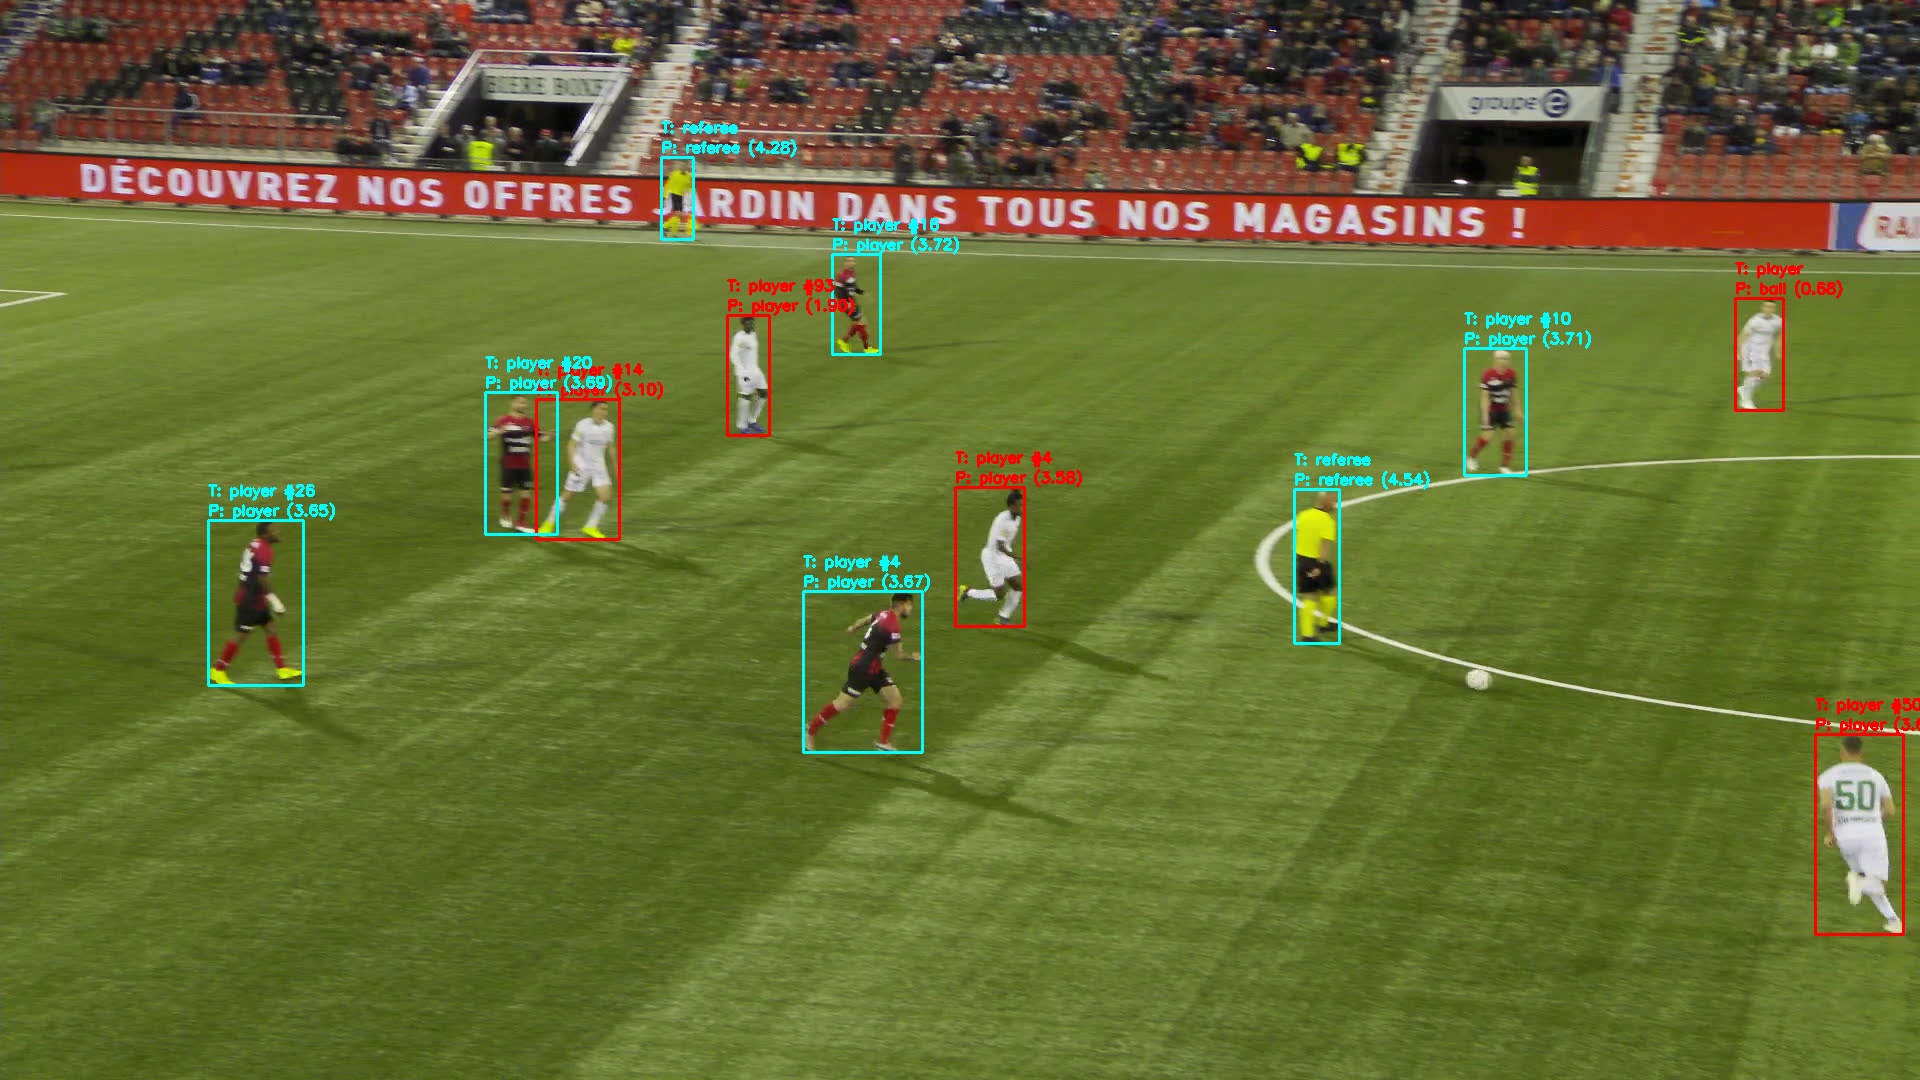 BIÈRE BOXER
groupe e
T: referee
P: referee (4.28)
DÉCOUVREZ NOS OFFRES JARDIN DANS TOUS NOS MAGASINS !
T: player #16
P: player (3.72)
T: player #93
P: player (1.90)
T: player
P: ball (0.68)
T: player #10
P: player (3.71)
T: player #20
P: player (3.69)
T: player #14
P: player (3.10)
T: player #4
P: player (3.58)
T: referee
P: referee (4.54)
T: player #26
P: player (3.65)
T: player #4
P: player (3.67)
T: player #50
P: player (3.6
50